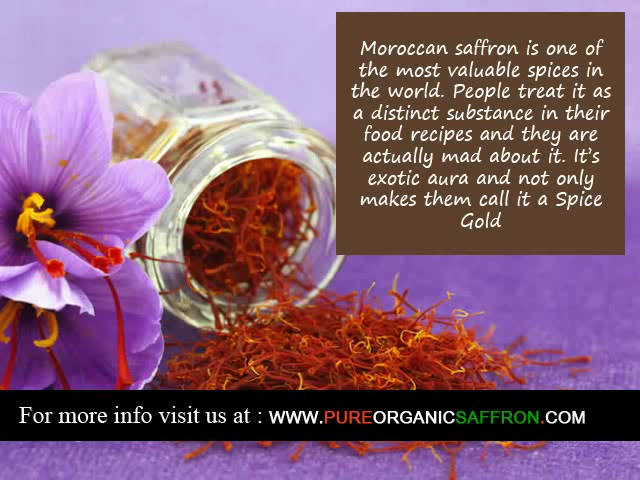 Moroccan saffron is one of
the most valuable spices in
the world. People treat it as
a distinct substance in their
food recipes and they are
actually mad about it. It's
exotic aura and not only
makes them call it a Spice
Gold
For more info visit us at : WWW.PUREORGANICSAFFRON.COM